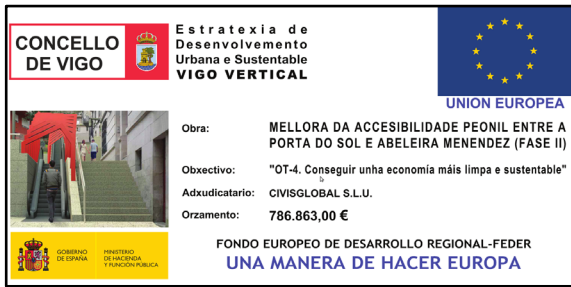 CONCELLO
DE VIGO
Estratexia de
Desenvolvemento
Urbana e Sustentable
VIGO VERTICAL
UNION EUROPEA
Obra: MELLORA DA ACCESIBILIDADE PEONIL ENTRE A
PORTA DO SOL E ABELEIRA MENENDEZ (FASE II)
Obxectivo: "OT-4. Conseguir unha economía máis limpa e sustentable"
Adxudicatario: CIVISGLOBAL S.L.U.
Orzamento: 786.863,00 €
GOBIERNO
DE ESPAÑA
MINISTERIO
DE HACIENDA
Y FUNCIÓN PÚBLICA
FONDO EUROPEO DE DESARROLLO REGIONAL-FEDER
UNA MANERA DE HACER EUROPA